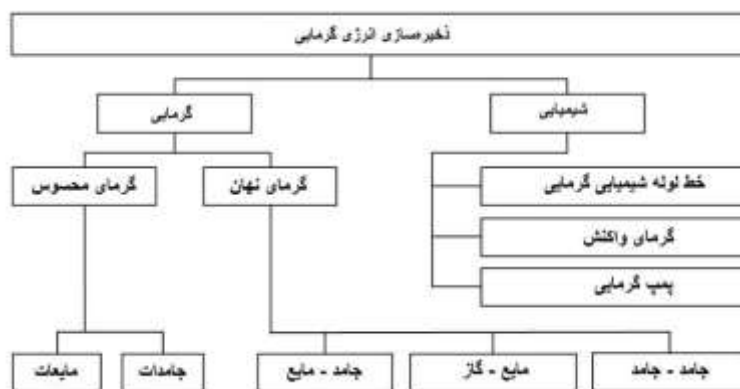 ذخیره‌سازی انرژی گرمایی
شیمیایی
گرمایی
خط لوله شیمیایی گرمایی
گرمای نهان
گرمای محسوس
گرمای واکنش
پمپ گرمایی
جامد - جامد
مایع - گاز
جامد - مایع
جامدات
مایعات